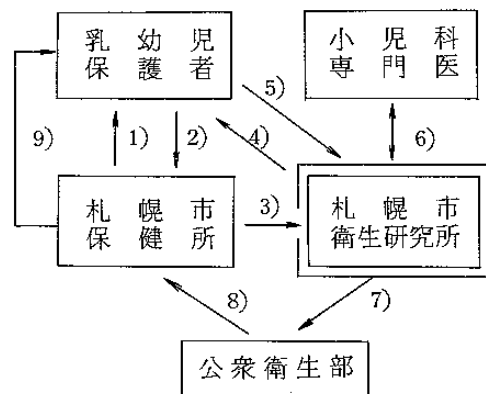 乳幼児
保護者
小児科
専門医
5)
9)
1)
2)
4)
6)
札幌市
保健所
3)
札幌市
衛生研究所
8)
7)
公衆衛生部